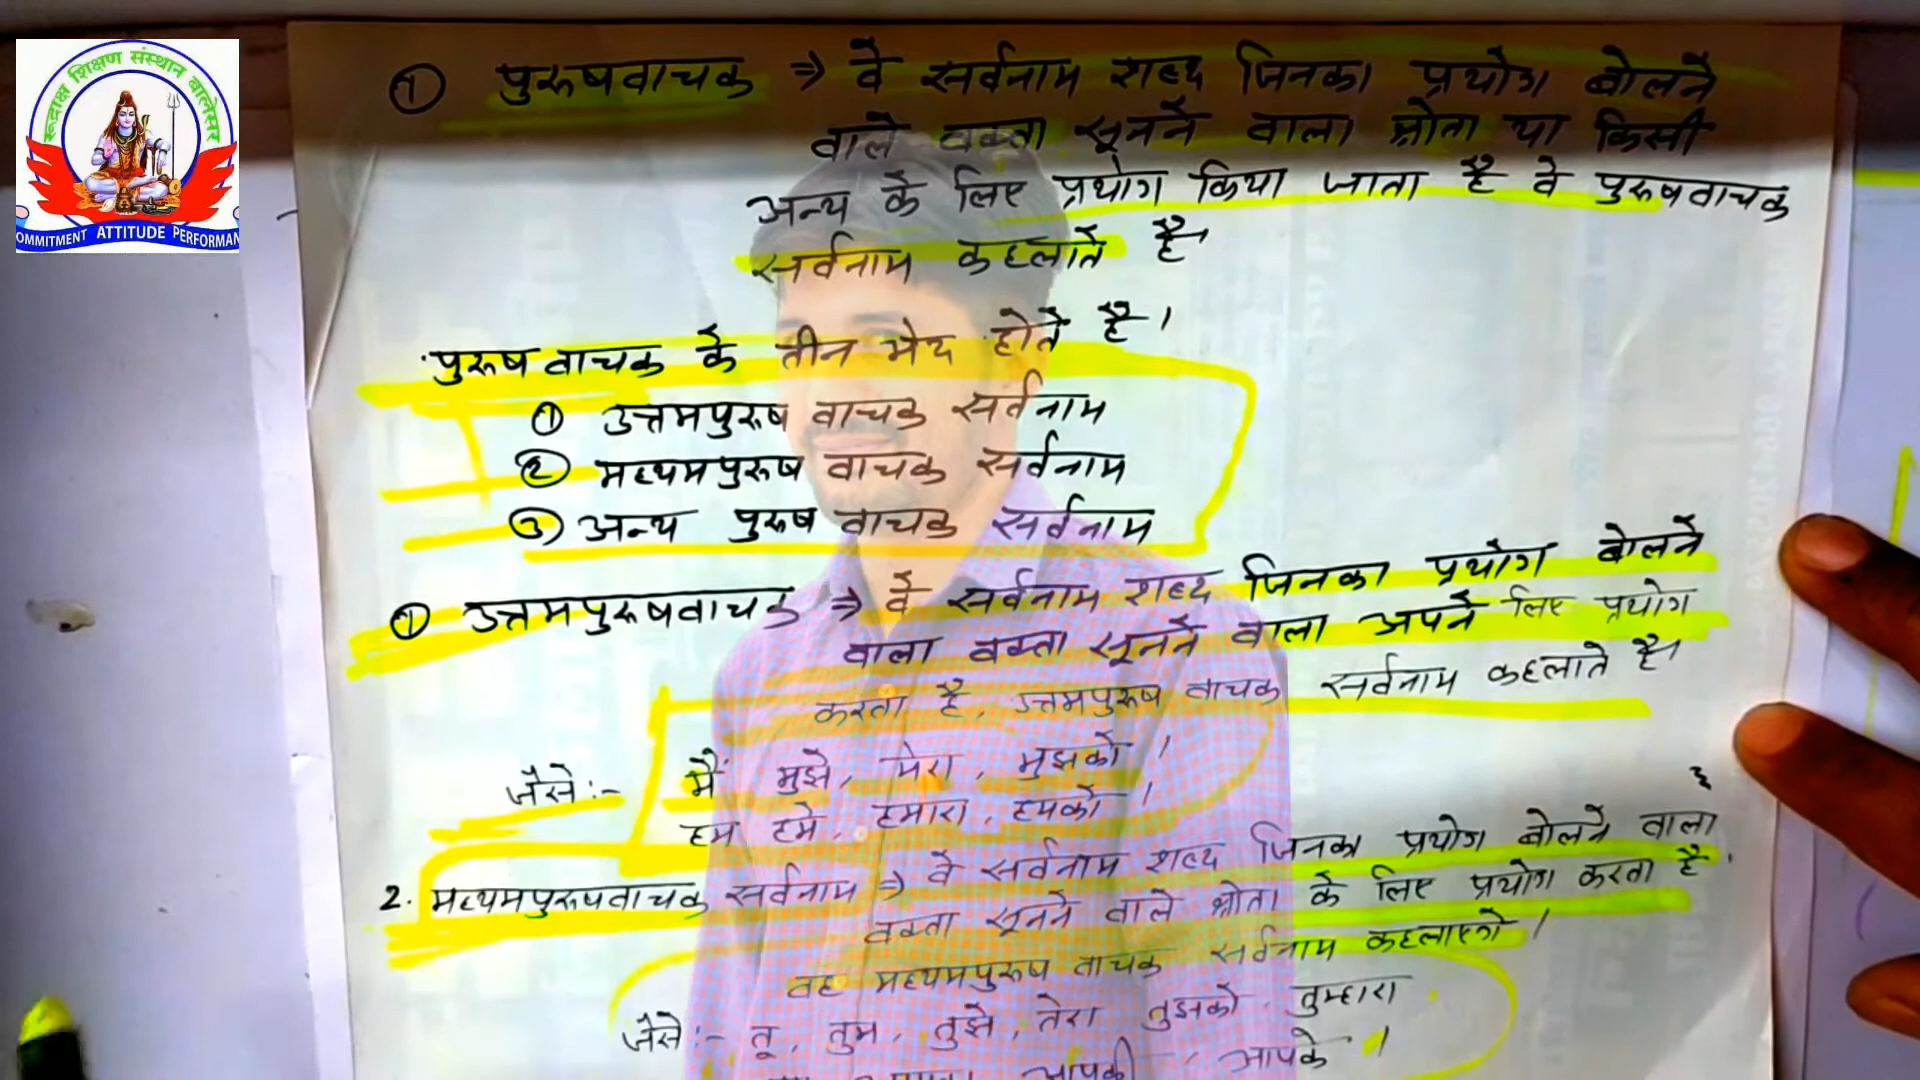 रूद्राक्ष शिक्षण संस्थान बालेसर
OMMITMENT ATTITUDE PERFORMAN
① पुरूषवाचक ⇒ वे सर्वनाम शब्द जिनका प्रयोग बोलने
वाले वक्ता सूनने वाला श्रोता या किसी
अन्य के लिए प्रयोग किया जाता है वे पुरूषवाचक
सर्वनाम कहलाते है
पुरूष वाचक के तीन भेद होते है।
① उत्तमपुरूष वाचक सर्वनाम
② मध्यमपुरूष वाचक सर्वनाम
③ अन्य पुरूष वाचक सर्वनाम
① उत्तमपुरूषवाचक ⇒ वे सर्वनाम शब्द जिनका प्रयोग बोलने
वाला वक्ता सूनने वाला अपने लिए प्रयोग
करता है, उत्तमपुरूष वाचक सर्वनाम कहलाते है।
जैसे:- मैं मुझे, मेरा, मुझको।
हम हमे, हमारा, हमको।
2. मध्यमपुरूषवाचक सर्वनाम ⇒ वे सर्वनाम शब्द जिनका प्रयोग बोलने वाला
वक्ता सूनने वाले श्रोता के लिए प्रयोग करता है
वह मध्यमपुरूष वाचक सर्वनाम कहलाएगे।
जैसे:- तू, तुम, तुझे, तेरा तुझको, तुम्हारा
आपकी, आपके।